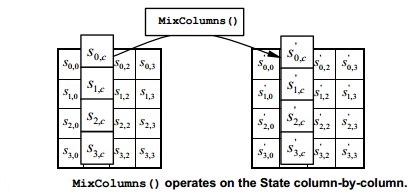 MixColumns()
S0,0 S0,c S0,2 S0,3 S'0,0 S'0,c S'0,2 S'0,3
S1,0 S1,c S1,2 S1,3 S'1,0 S'1,c S'1,2 S'1,3
S2,0 S2,c S2,2 S2,3 S'2,0 S'2,c S'2,2 S'2,3
S3,0 S3,c S3,2 S3,3 S'3,0 S'3,c S'3,2 S'3,3
MixColumns() operates on the State column-by-column.